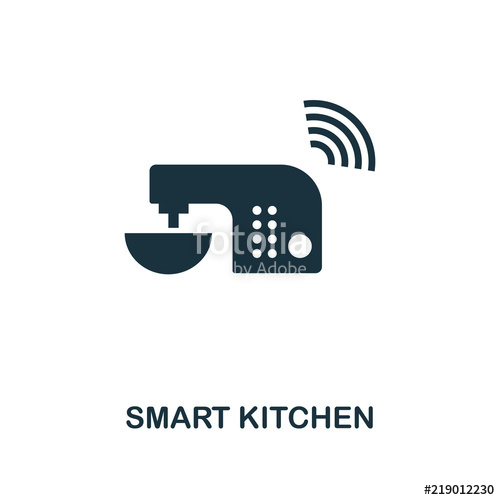 fotolia
by Adobe
SMART KITCHEN
#219012230